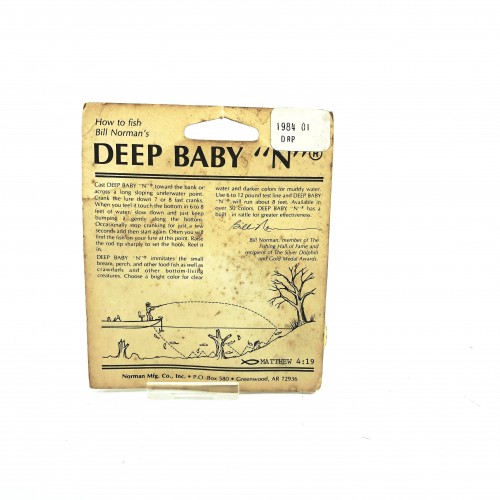 How to fish
Bill Norman's
1984 01
DAP
DEEP BABY "N"®
Cast DEEP BABY "N"® toward the bank or
across a long sloping underwater point.
Crank the lure down 7 or 8 fast cranks.
When you feel it touch the bottom in 6 to 8
feet of water, slow down and just keep
bumping it gently along the bottom.
Occasionally stop cranking for just a few
seconds and then start again. Often you will
find the fish on your lure at this point. Raise
the rod tip sharply to set the hook. Reel it
in.
DEEP BABY "N"® immitates the small
bream, perch, and other food fish as well as
crawfish and other bottom-living
creatures. Choose a bright color for clear
water and darker colors for muddy water.
Use 6 to 12 pound test line and DEEP BABY
"N"® will run about 8 feet. Available in
over 50 colors, DEEP BABY "N"® has a
built-in rattle for greater effectiveness.
Bill Norman, member of The
Fishing Hall of Fame and
recipient of The Silver Dolphin
and Gold Medal Awards.
MATTHEW 4:19
Norman Mfg. Co., Inc. • P.O. Box 580 • Greenwood, AR 72936